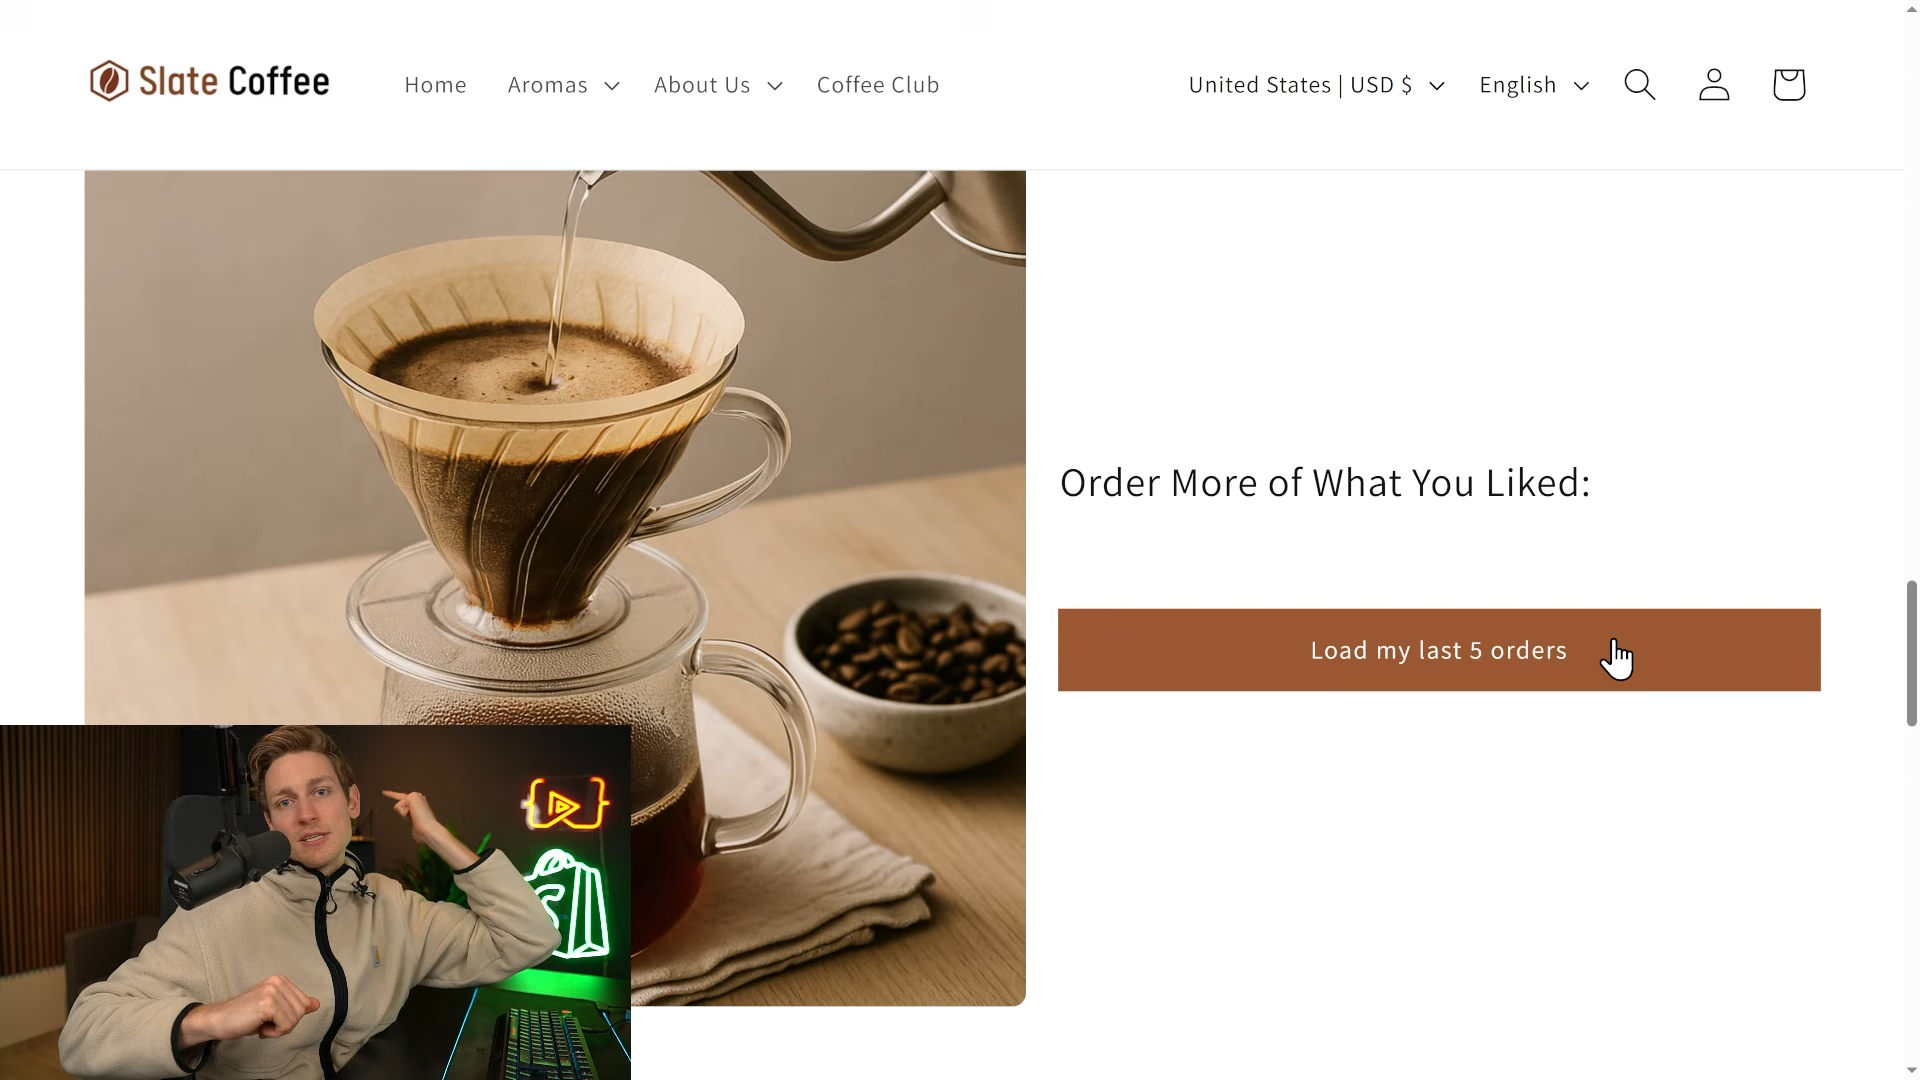 Slate Coffee
Home
Aromas
About Us
Coffee Club
United States | USD $
English
Order More of What You Liked:
Load my last 5 orders